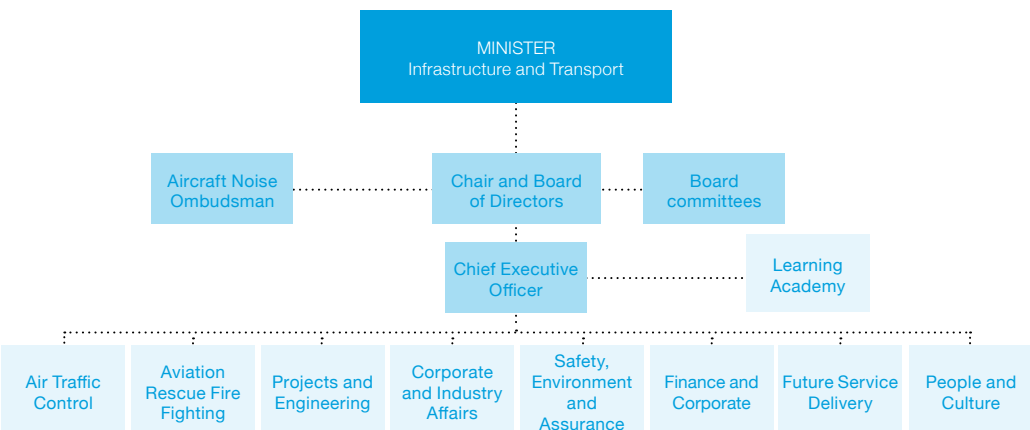 MINISTER
Infrastructure and Transport
Aircraft Noise
Ombudsman
Chair and Board
of Directors
Board
committees
Chief Executive
Officer
Learning
Academy
Air Traffic
Control
Aviation
Rescue Fire
Fighting
Projects and
Engineering
Corporate
and Industry
Affairs
Safety,
Environment
and
Assurance
Finance and
Corporate
Future Service
Delivery
People and
Culture